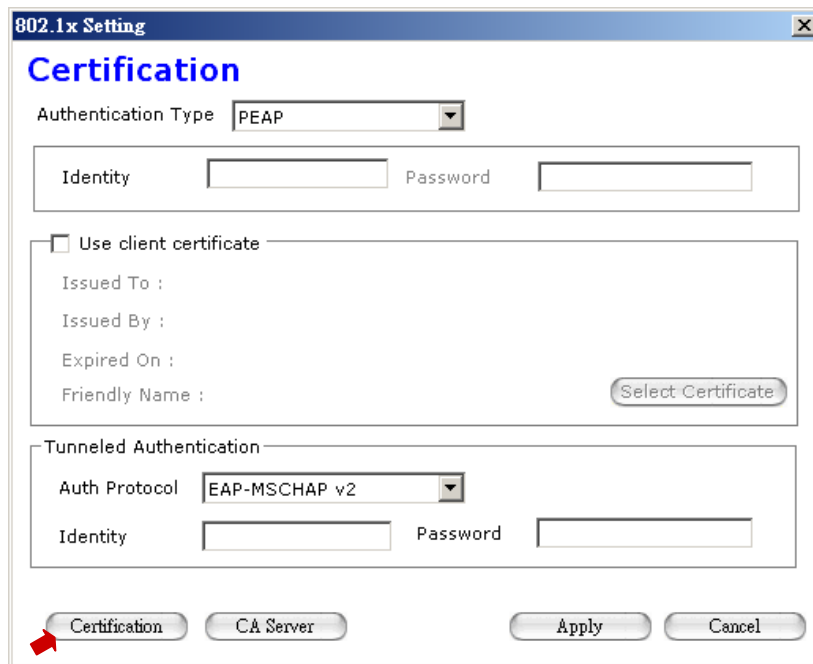 802.1x Setting
Certification
Authentication Type PEAP
Identity Password
Use client certificate
Issued To :
Issued By :
Expired On :
Friendly Name : Select Certificate
Tunneled Authentication
Auth Protocol EAP-MSCHAP v2
Identity Password
Certification CA Server Apply Cancel